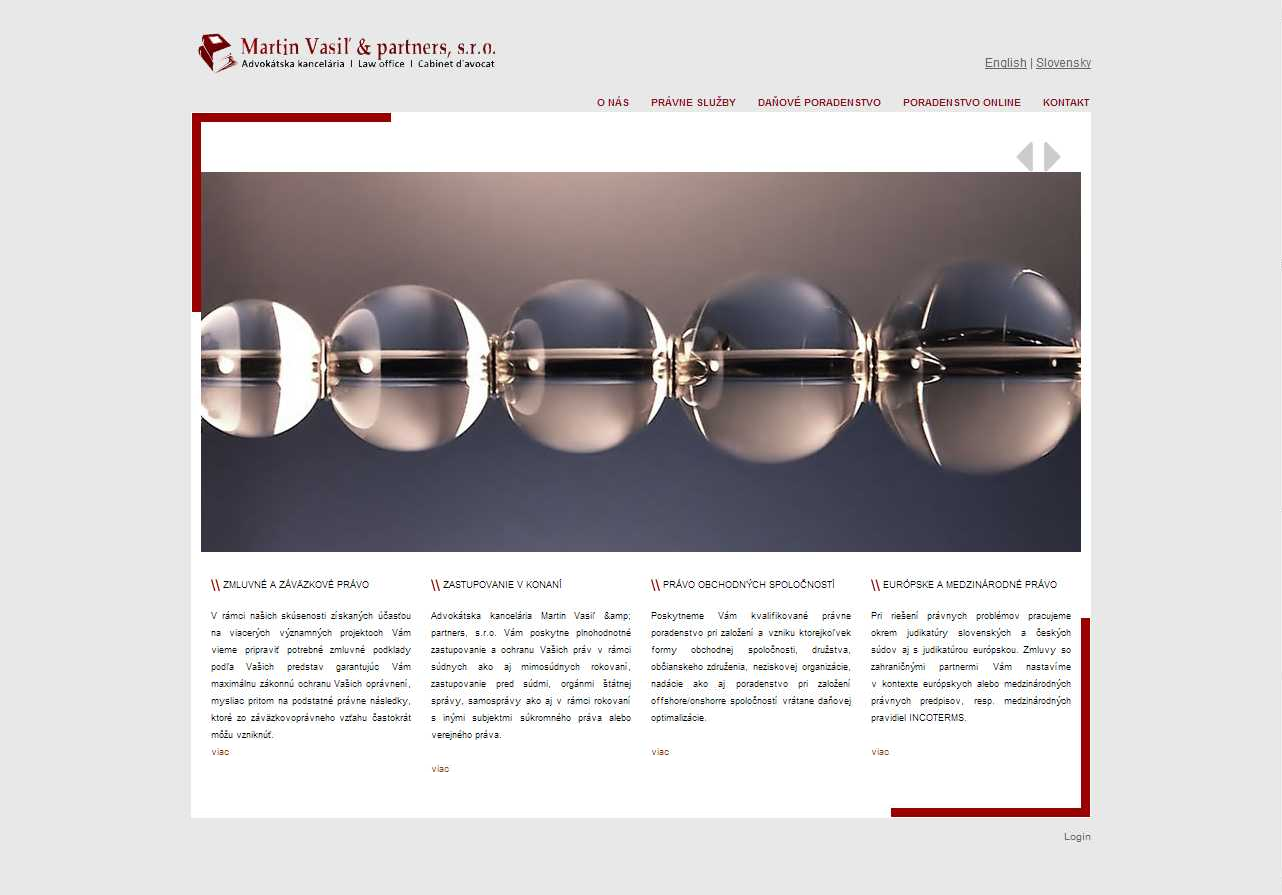 Martin Vasiľ & partners, s.r.o.
Advokátska kancelária I Law office I Cabinet d'avocat
English | Slovensky
O NÁS PRÁVNE SLUŽBY DAŇOVÉ PORADENSTVO PORADENSTVO ONLINE KONTAKT
\\ ZMLUVNÉ A ZÁVÄZKOVÉ PRÁVO
V rámci našich skúsenosti získaných účasťou
na viacerých významných projektoch Vám
vieme pripraviť potrebné zmluvné podklady
podľa Vašich predstav garantujúc Vám
maximálnu zákonnú ochranu Vašich oprávnení,
mysliac pritom na podstatné právne následky,
ktoré zo záväzkovoprávneho vzťahu častokrát
môžu vzniknúť.
viac
\\ ZASTUPOVANIE V KONANÍ
Advokátska kancelária Martin Vasiľ &amp;
partners, s.r.o. Vám poskytne plnohodnotné
zastupovanie a ochranu Vašich práv v rámci
súdnych ako aj mimosúdnych rokovaní,
zastupovanie pred súdmi, orgánmi štátnej
správy, samosprávy ako aj v rámci rokovaní
s inými subjektmi súkromného práva alebo
verejného práva.
viac
\\ PRÁVO OBCHODNÝCH SPOLOČNOSTÍ
Poskytneme Vám kvalifikované právne
poradenstvo pri založení a vzniku ktorejkoľvek
formy obchodnej spoločnosti, družstva,
občianskeho združenia, neziskovej organizácie,
nadácie ako aj poradenstvo pri založení
offshore/onshorre spoločností vrátane daňovej
optimalizácie.
viac
\\ EURÓPSKE A MEDZINÁRODNÉ PRÁVO
Pri riešení právnych problémov pracujeme
okrem judikatúry slovenských a českých
súdov aj s judikatúrou európskou. Zmluvy so
zahraničnými partnermi Vám nastavíme
v kontexte európskych alebo medzinárodných
právnych predpisov, resp. medzinárodných
pravidiel INCOTERMS.
viac
Login